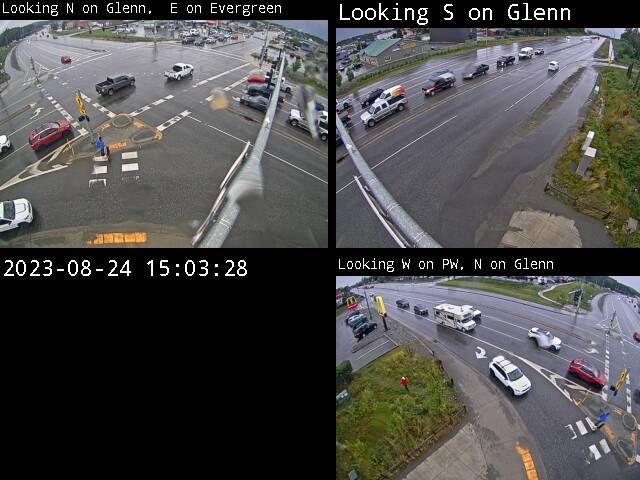 Looking N on Glenn,  E on Evergreen
Looking S on Glenn
2023-08-24 15:03:28
Looking W on PW, N on Glenn